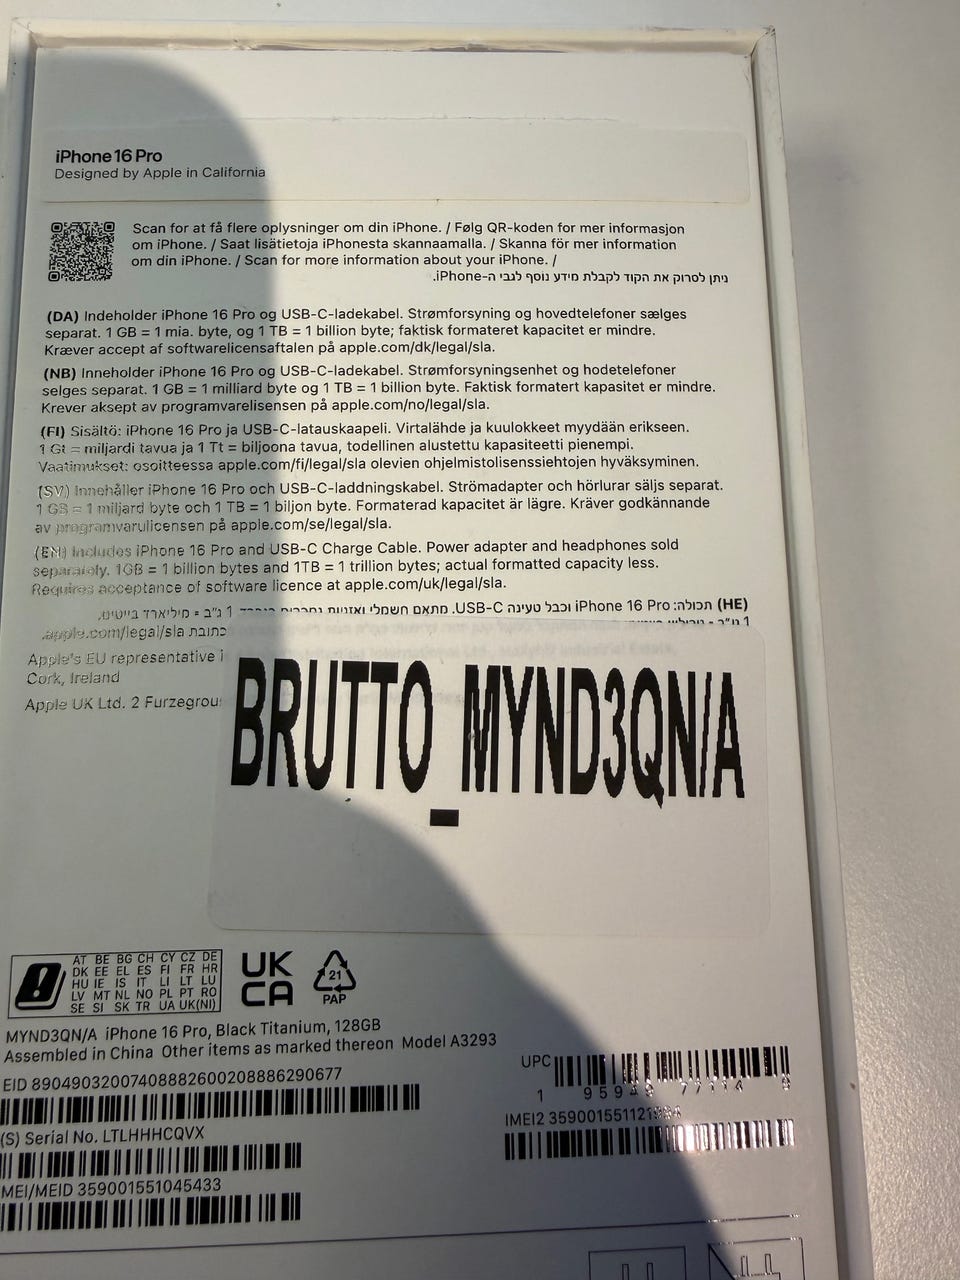 iPhone 16 Pro
Designed by Apple in California
Scan for at få flere oplysninger om din iPhone. / Følg QR-koden for mer informasjon
om iPhone. / Saat lisätietoja iPhonesta skannaamalla. / Skanna för mer information
om din iPhone. / Scan for more information about your iPhone. /
ניתן לסרוק את הקוד לקבלת מידע נוסף לגבי ה-iPhone.
(DA) Indeholder iPhone 16 Pro og USB-C-ladekabel. Strømforsyning og hovedtelefoner sælges
separat. 1 GB = 1 mia. byte, og 1 TB = 1 billion byte; faktisk formateret kapacitet er mindre.
Kræver accept af softwarelicensaftalen på apple.com/dk/legal/sla.
(NB) Inneholder iPhone 16 Pro og USB-C-ladekabel. Strømforsyningsenhet og hodetelefoner
selges separat. 1 GB = 1 milliard byte og 1 TB = 1 billion byte. Faktisk formatert kapasitet er mindre.
Krever aksept av programvarelisensen på apple.com/no/legal/sla.
(FI) Sisältö: iPhone 16 Pro ja USB-C-latauskaapeli. Virtalähde ja kuulokkeet myydään erikseen.
1 Gt = miljardi tavua ja 1 Tt = biljoona tavua, todellinen alustettu kapasiteetti pienempi.
Vaatimukset: osoitteessa apple.com/fi/legal/sla olevien ohjelmistolisenssiehtojen hyväksyminen.
(SV) Innehåller iPhone 16 Pro och USB-C-laddningskabel. Strömadapter och hörlurar säljs separat.
1 GB = 1 miljard byte och 1 TB = 1 biljon byte. Formaterad kapacitet är lägre. Kräver godkännande
av programvarulicensen på apple.com/se/legal/sla.
(EN) Includes iPhone 16 Pro and USB-C Charge Cable. Power adapter and headphones sold
separately. 1GB = 1 billion bytes and 1TB = 1 trillion bytes; actual formatted capacity less.
Requires acceptance of software licence at apple.com/uk/legal/sla.
(HE) תכולה: iPhone 16 Pro וכבל טעינה USB-C. מתאם חשמלי ואוזניות נמכרים בנפרד. 1 ג"ב = מיליארד בייטים.
כתובת apple.com/legal/sla.
Apple's EU representative
Cork, Ireland
Apple UK Ltd. 2
BRUTTO_MYND3QN/A
AT BE BG CH CY CZ DE
DK EE EL ES FI FR HR
HU IE IS IT LI LT LU
LV MT NL NO PL PT RO
SE SI SK TR UA UK(NI)
UK
CA
21
PAP
MYND3QN/A iPhone 16 Pro, Black Titanium, 128GB
Assembled in China Other items as marked thereon Model A3293
EID 89049032007408882600208886290677
(S) Serial No. LTLHHHCQVX
IMEI/MEID 359001551045433
UPC
1
IMEI2